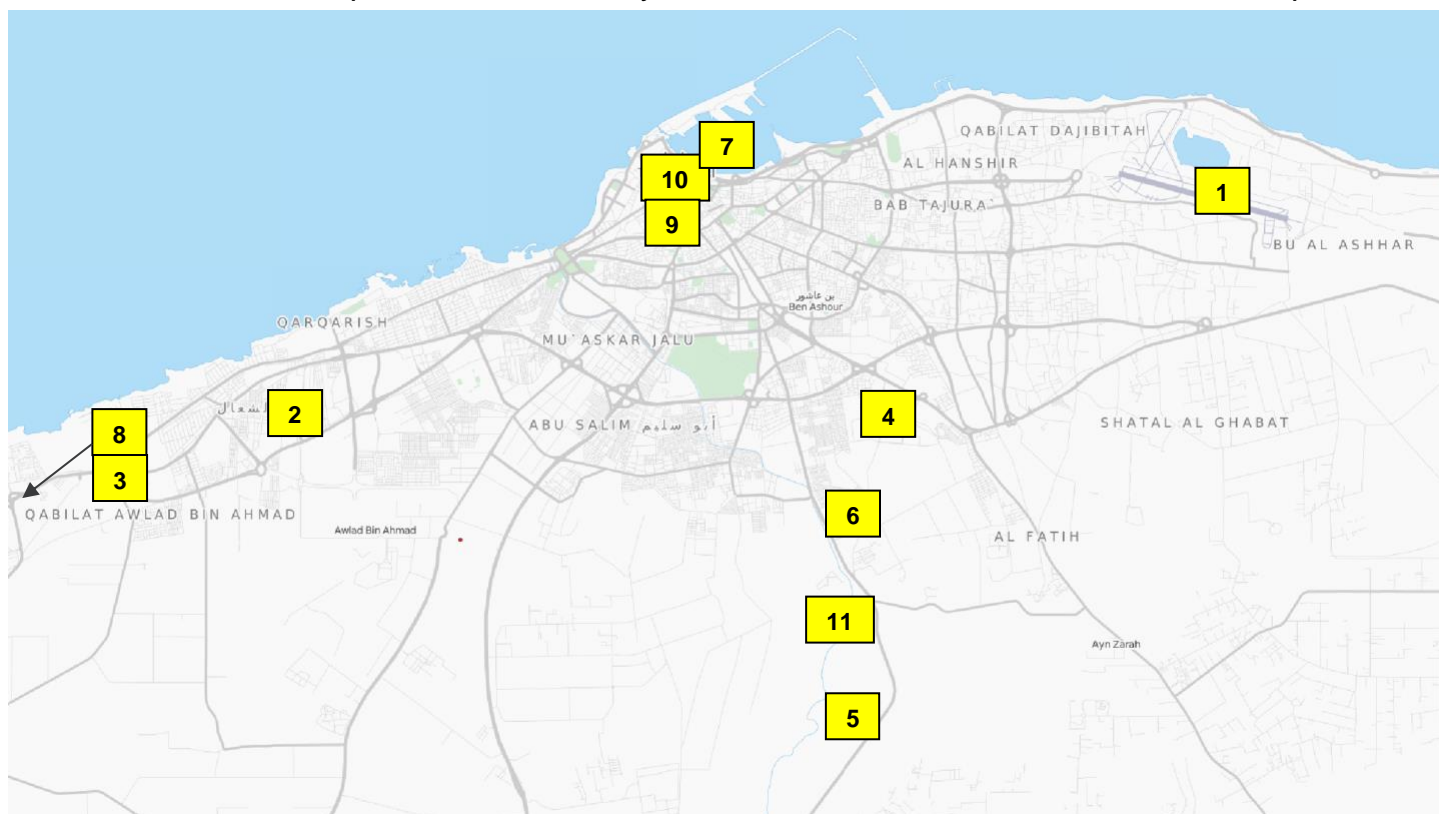 QABILAT DAJIBITAH
7
AL HANSHIR
10
1
BAB TAJURA`
9
BU AL ASHHAR
بن عاشور
Ben Ashour
QARQARISH
MU`ASKAR JALU
2
4
8
ABU SALIM أبو سليم
SHATAL AL GHABAT
3
QABILAT AWLAD BIN AHMAD
6
Awlad Bin Ahmad
AL FATIH
11
Ayn Zarah
5